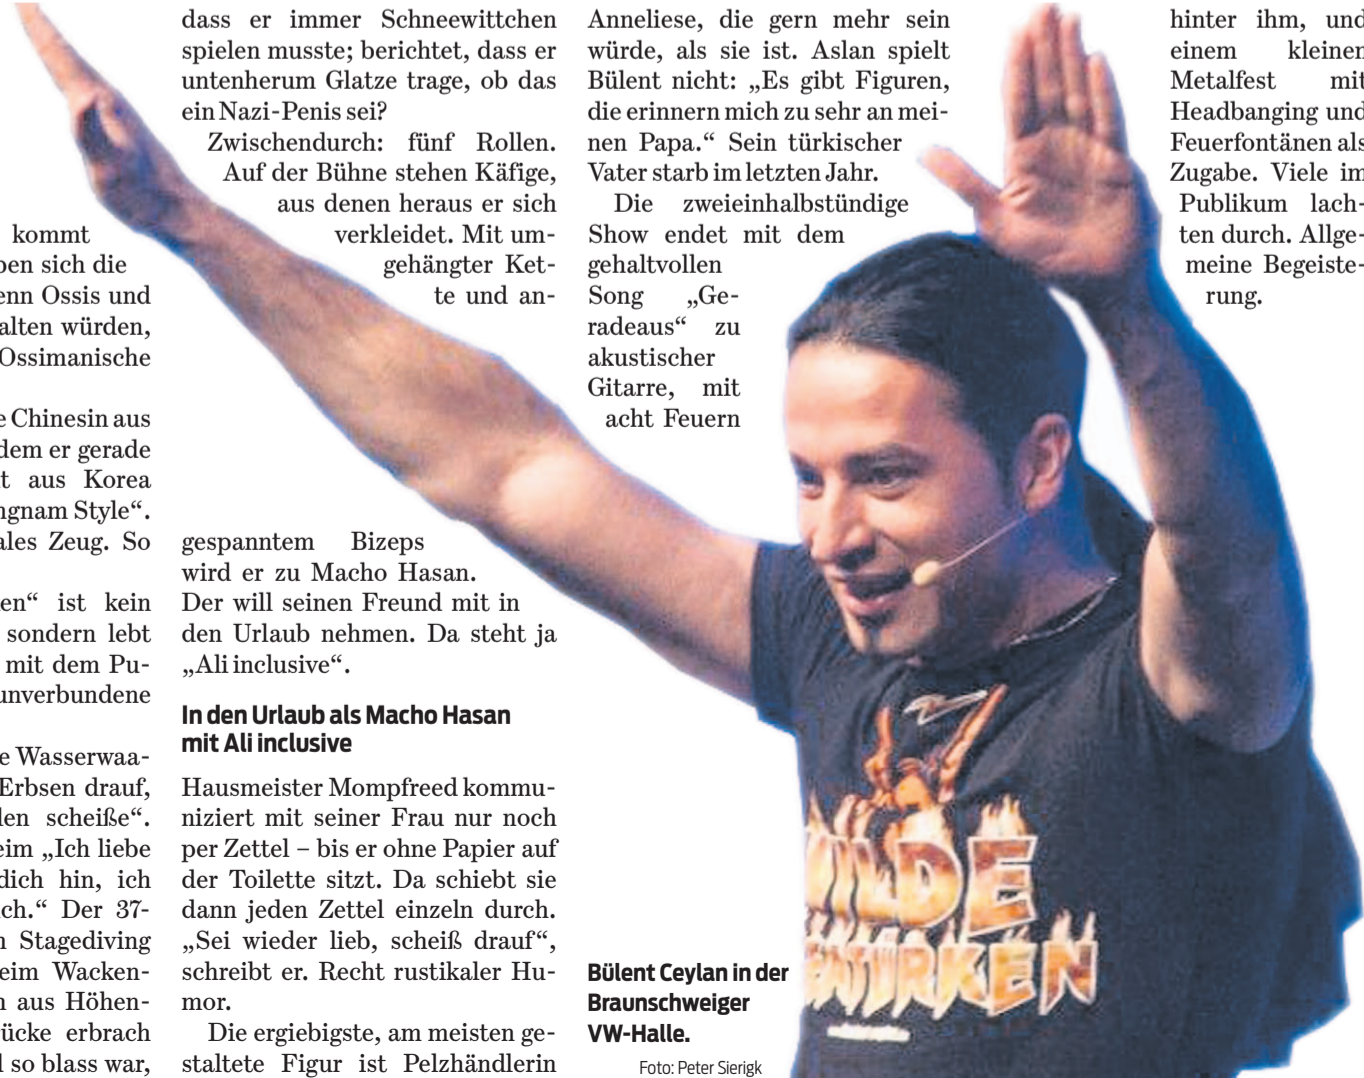 kommt
ben sich die
enn Ossis und
alten würden,
Ossimanische
e Chinesin aus
dem er gerade
t aus Korea
ngnam Style“.
ales Zeug. So
en“ ist kein
sondern lebt
mit dem Pu-
unverbundene
e Wasserwaa-
Erbsen drauf,
len scheiße“.
eim „Ich liebe
dich hin, ich
ch.“ Der 37-
n Stagediving
eim Wacken-
n aus Höhen-
ücke erbrach
l so blass war,
dass er immer Schneewittchen
spielen musste; berichtet, dass er
untenherum Glatze trage, ob das
ein Nazi-Penis sei?
Zwischendurch: fünf Rollen.
Auf der Bühne stehen Käfige,
aus denen heraus er sich
verkleidet. Mit um-
gehängter Ket-
te und an-
gespanntem Bizeps
wird er zu Macho Hasan.
Der will seinen Freund mit in
den Urlaub nehmen. Da steht ja
„Ali inclusive“.
In den Urlaub als Macho Hasan
mit Ali inclusive
Hausmeister Mompfreed kommu-
niziert mit seiner Frau nur noch
per Zettel – bis er ohne Papier auf
der Toilette sitzt. Da schiebt sie
dann jeden Zettel einzeln durch.
„Sei wieder lieb, scheiß drauf“,
schreibt er. Recht rustikaler Hu-
mor.
Die ergiebigste, am meisten ge-
staltete Figur ist Pelzhändlerin
Anneliese, die gern mehr sein
würde, als sie ist. Aslan spielt
Bülent nicht: „Es gibt Figuren,
die erinnern mich zu sehr an mei-
nen Papa.“ Sein türkischer
Vater starb im letzten Jahr.
Die zweieinhalbstündige
Show endet mit dem
gehaltvollen
Song „Ge-
radeaus“ zu
akustischer
Gitarre, mit
acht Feuern
hinter ihm, und
einem kleinen
Metalfest mit
Headbanging und
Feuerfontänen als
Zugabe. Viele im
Publikum lach-
ten durch. Allge-
meine Begeiste-
rung.
WILDE
KREATÜRKEN
Bülent Ceylan in der
Braunschweiger
VW-Halle.
Foto: Peter Sierigk